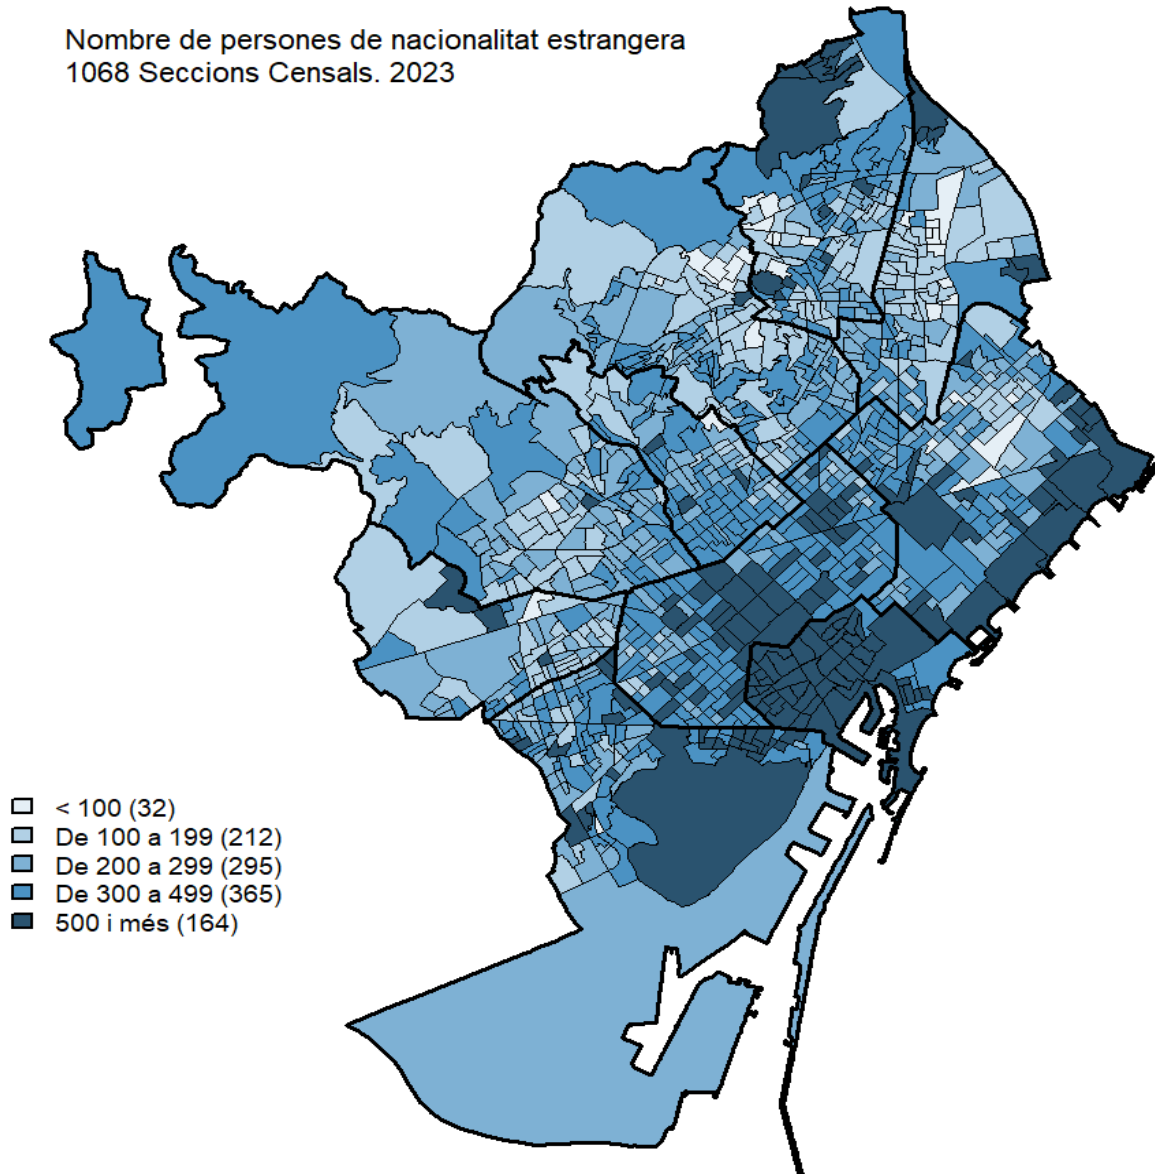 Nombre de persones de nacionalitat estrangera
1068 Seccions Censals. 2023
< 100 (32)
De 100 a 199 (212)
De 200 a 299 (295)
De 300 a 499 (365)
500 i més (164)